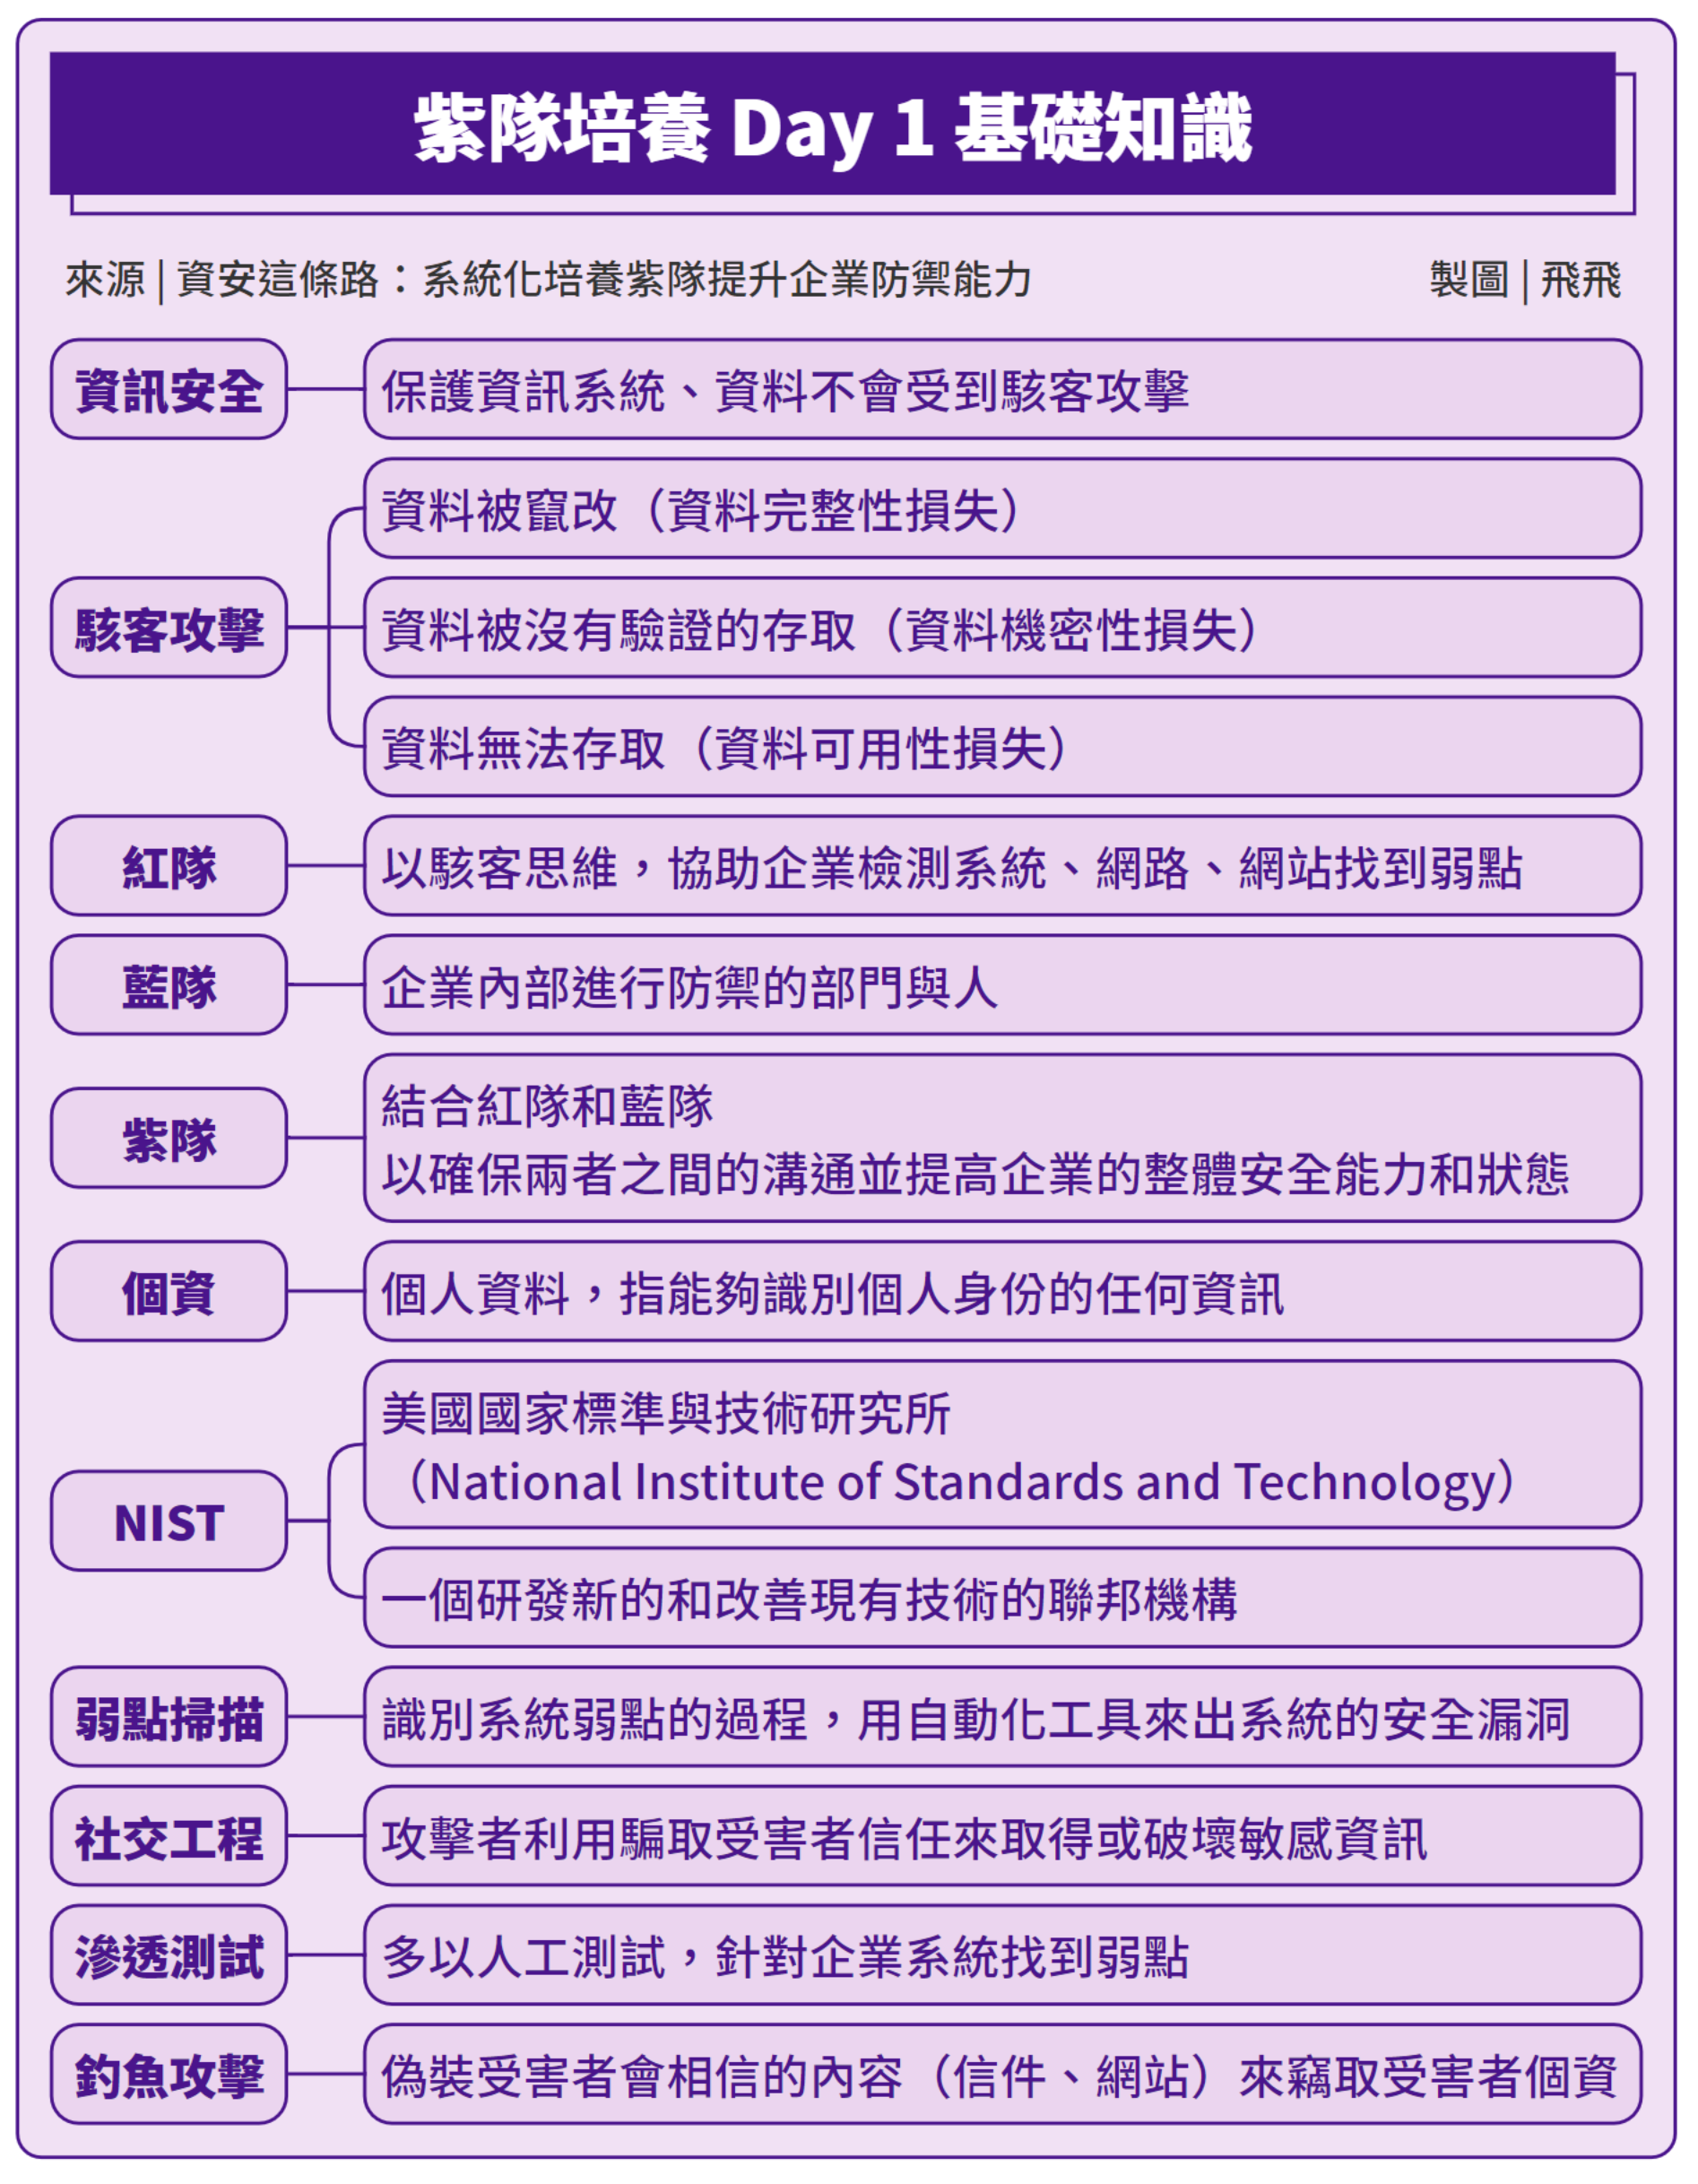 紫隊培養 Day 1 基礎知識
來源 | 資安這條路：系統化培養紫隊提升企業防禦能力
製圖 | 飛飛
資訊安全
保護資訊系統、資料不會受到駭客攻擊
駭客攻擊
資料被竄改（資料完整性損失）
資料被沒有驗證的存取（資料機密性損失）
資料無法存取（資料可用性損失）
紅隊
以駭客思維，協助企業檢測系統、網路、網站找到弱點
藍隊
企業內部進行防禦的部門與人
紫隊
結合紅隊和藍隊
以確保兩者之間的溝通並提高企業的整體安全能力和狀態
個資
個人資料，指能夠識別個人身份的任何資訊
NIST
美國國家標準與技術研究所
（National Institute of Standards and Technology）
一個研發新的和改善現有技術的聯邦機構
弱點掃描
識別系統弱點的過程，用自動化工具來出系統的安全漏洞
社交工程
攻擊者利用騙取受害者信任來取得或破壞敏感資訊
滲透測試
多以人工測試，針對企業系統找到弱點
釣魚攻擊
偽裝受害者會相信的內容（信件、網站）來竊取受害者個資